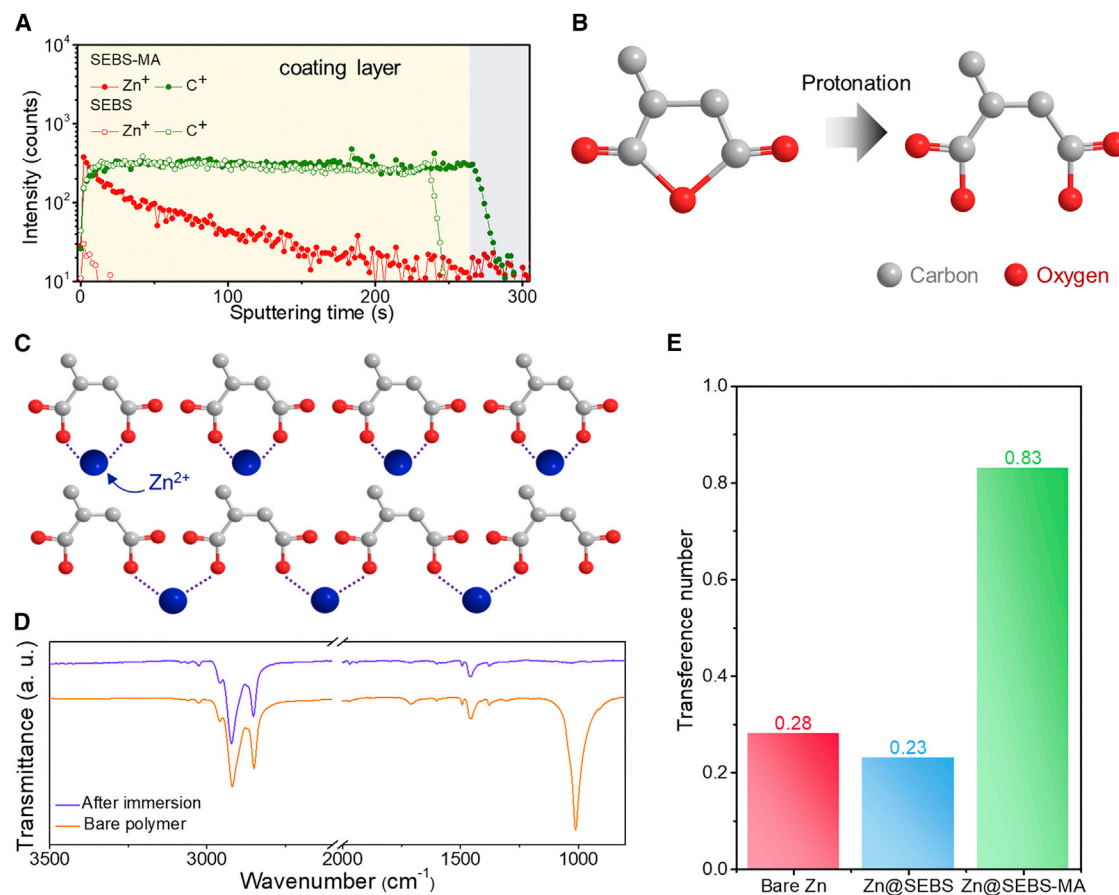 A
10⁴
10³
10²
10¹
Intensity (counts)
SEBS-MA
Zn⁺ C⁺
SEBS
Zn⁺ C⁺
coating layer
0 100 200 300
Sputtering time (s)
B
Protonation
Carbon Oxygen
C
Zn²⁺
D
Transmittance (a. u.)
After immersion
Bare polymer
3500 3000 2000 1500 1000
Wavenumber (cm⁻¹)
E
Transference number
1.0
0.8
0.6
0.4
0.2
0.0
0.28
0.23
0.83
Bare Zn Zn@SEBS Zn@SEBS-MA